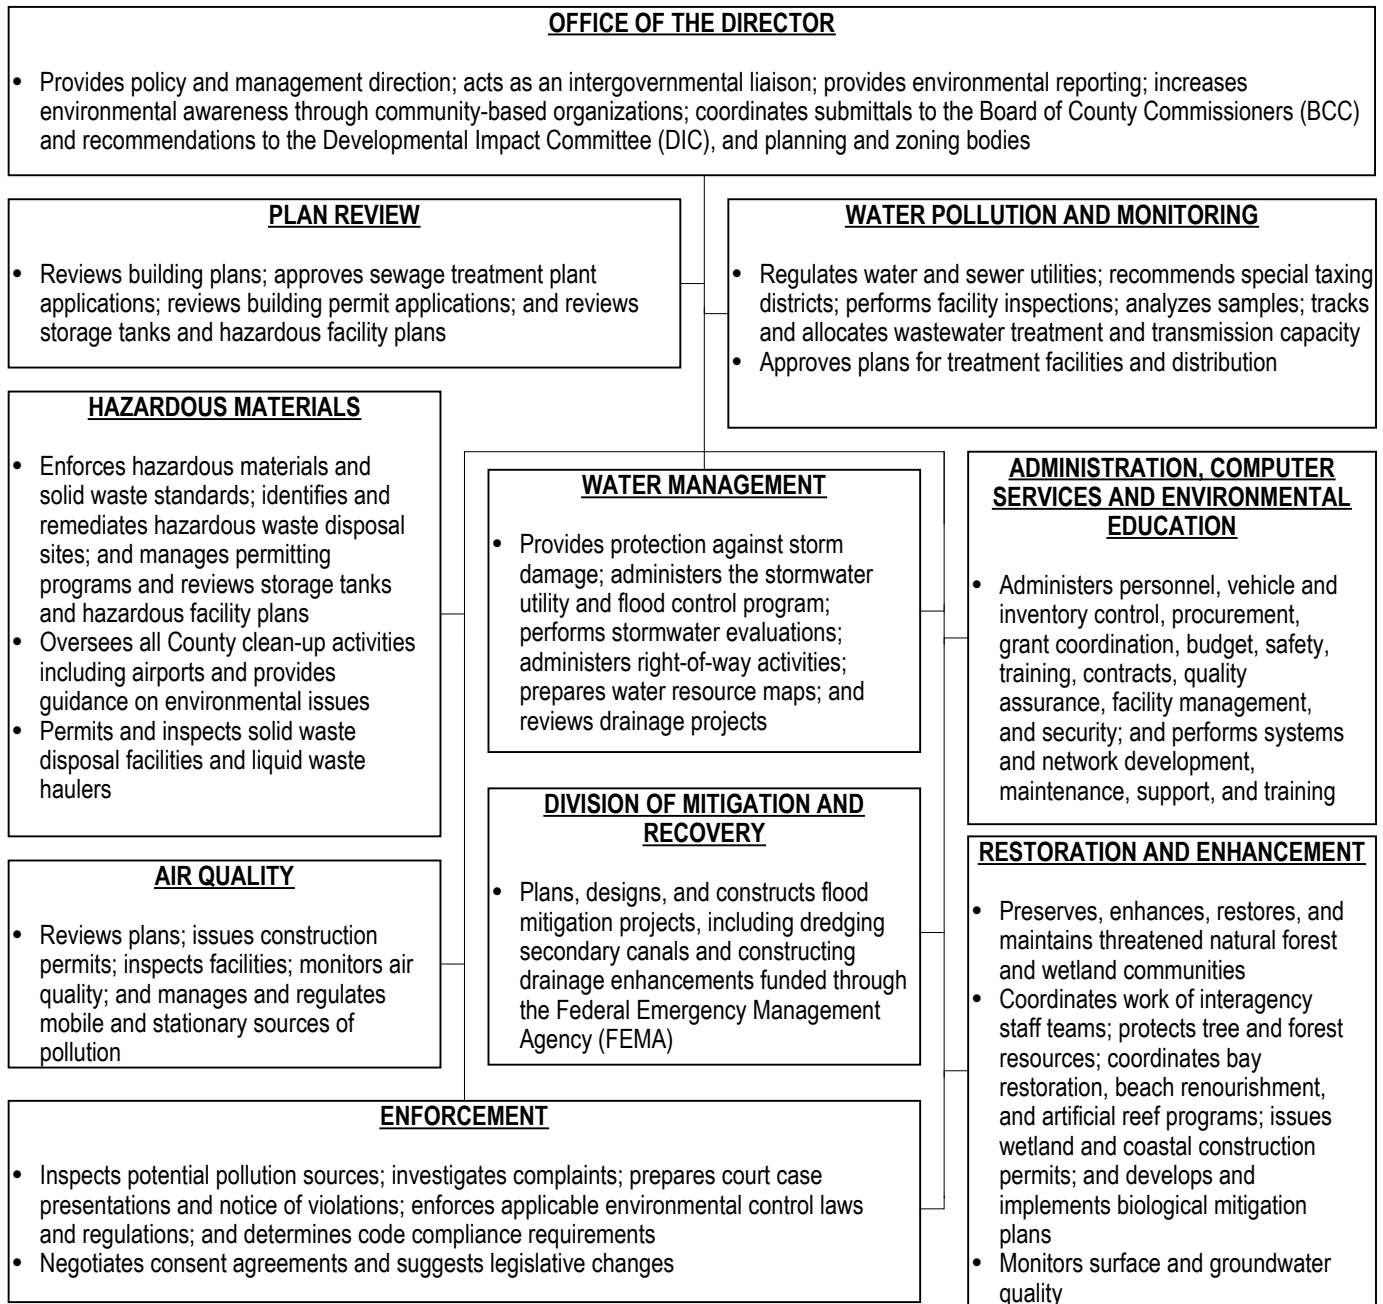 OFFICE OF THE DIRECTOR
• Provides policy and management direction; acts as an intergovernmental liaison; provides environmental reporting; increases
environmental awareness through community-based organizations; coordinates submittals to the Board of County Commissioners (BCC)
and recommendations to the Developmental Impact Committee (DIC), and planning and zoning bodies
PLAN REVIEW
• Reviews building plans; approves sewage treatment plant
applications; reviews building permit applications; and reviews
storage tanks and hazardous facility plans
WATER POLLUTION AND MONITORING
• Regulates water and sewer utilities; recommends special taxing
districts; performs facility inspections; analyzes samples; tracks
and allocates wastewater treatment and transmission capacity
• Approves plans for treatment facilities and distribution
HAZARDOUS MATERIALS
• Enforces hazardous materials and
solid waste standards; identifies and
remediates hazardous waste disposal
sites; and manages permitting
programs and reviews storage tanks
and hazardous facility plans
• Oversees all County clean-up activities
including airports and provides
guidance on environmental issues
• Permits and inspects solid waste
disposal facilities and liquid waste
haulers
WATER MANAGEMENT
• Provides protection against storm
damage; administers the stormwater
utility and flood control program;
performs stormwater evaluations;
administers right-of-way activities;
prepares water resource maps; and
reviews drainage projects
ADMINISTRATION, COMPUTER
SERVICES AND ENVIRONMENTAL
EDUCATION
• Administers personnel, vehicle and
inventory control, procurement,
grant coordination, budget, safety,
training, contracts, quality
assurance, facility management,
and security; and performs systems
and network development,
maintenance, support, and training
DIVISION OF MITIGATION AND
RECOVERY
• Plans, designs, and constructs flood
mitigation projects, including dredging
secondary canals and constructing
drainage enhancements funded through
the Federal Emergency Management
Agency (FEMA)
AIR QUALITY
• Reviews plans; issues construction
permits; inspects facilities; monitors air
quality; and manages and regulates
mobile and stationary sources of
pollution
RESTORATION AND ENHANCEMENT
• Preserves, enhances, restores, and
maintains threatened natural forest
and wetland communities
• Coordinates work of interagency
staff teams; protects tree and forest
resources; coordinates bay
restoration, beach renourishment,
and artificial reef programs; issues
wetland and coastal construction
permits; and develops and
implements biological mitigation
plans
• Monitors surface and groundwater
quality
ENFORCEMENT
• Inspects potential pollution sources; investigates complaints; prepares court case
presentations and notice of violations; enforces applicable environmental control laws
and regulations; and determines code compliance requirements
• Negotiates consent agreements and suggests legislative changes